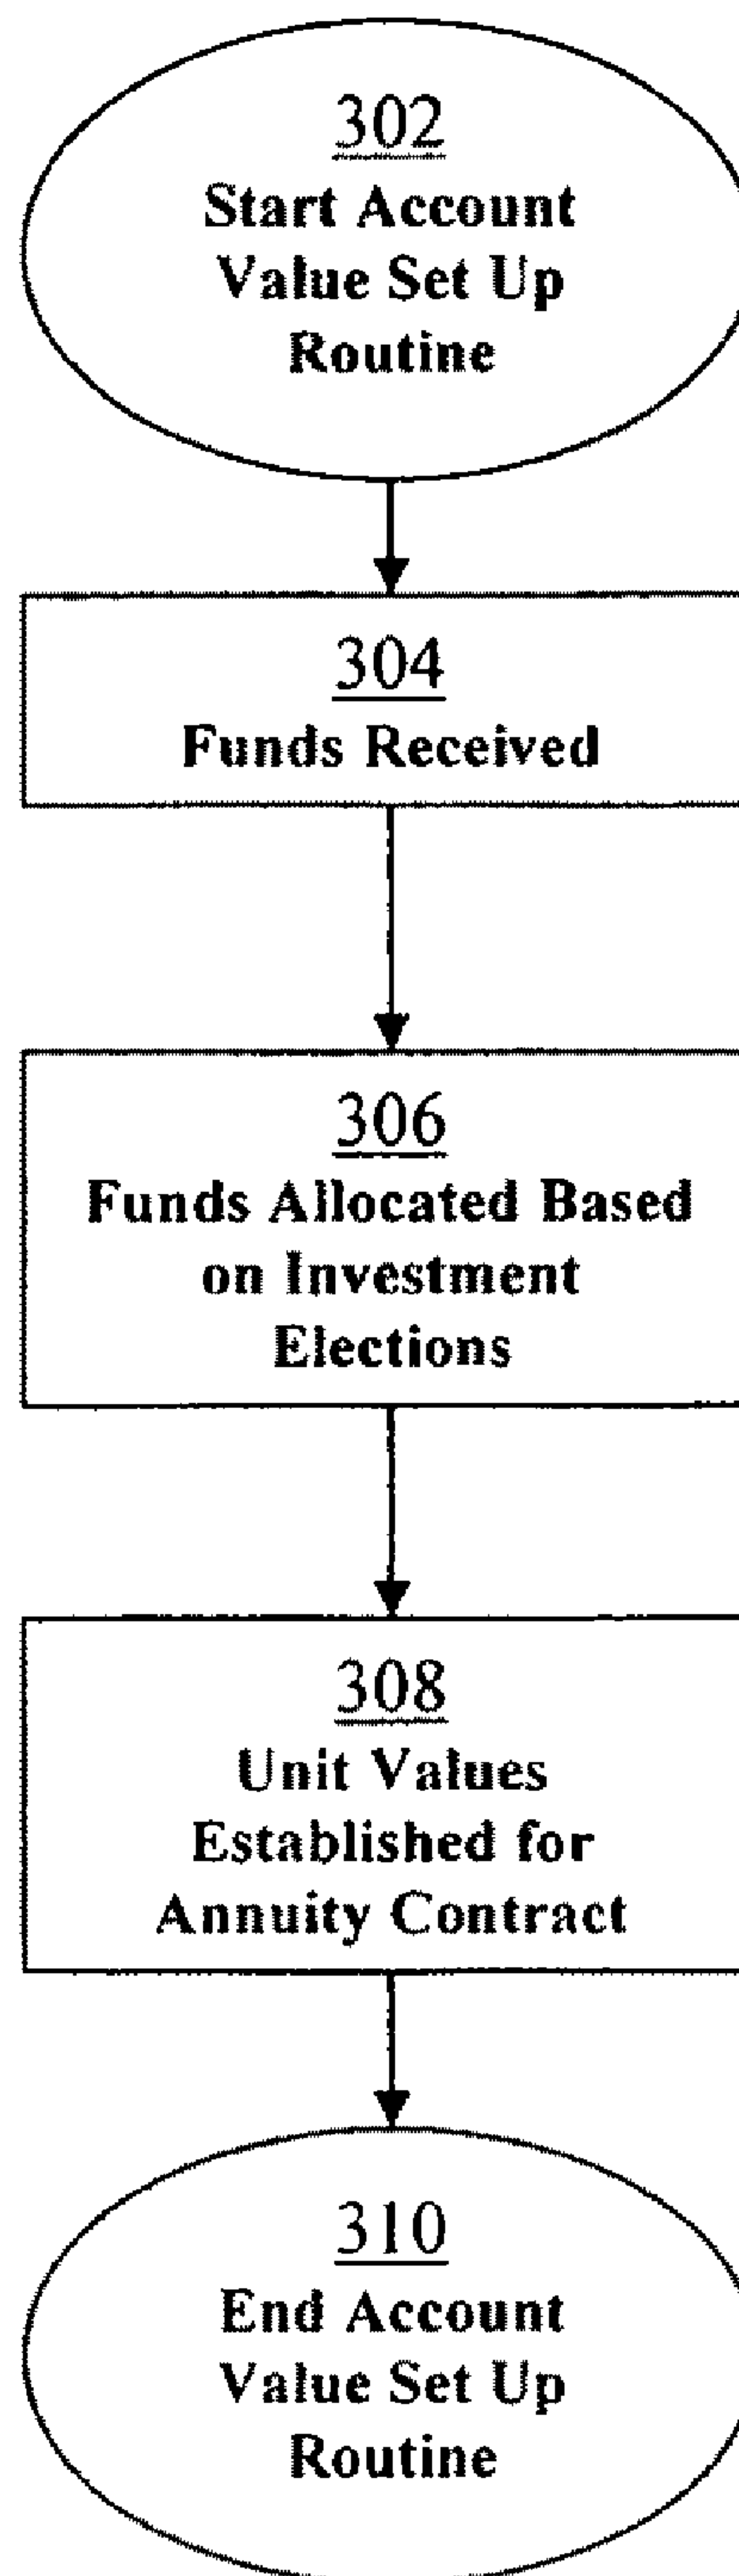 302
Start Account
Value Set Up
Routine
304
Funds Received
306
Funds Allocated Based
on Investment
Elections
308
Unit Values
Established for
Annuity Contract
310
End Account
Value Set Up
Routine